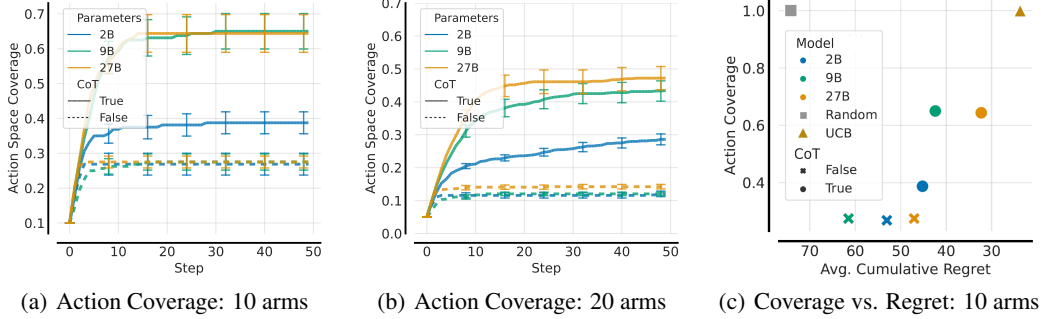 Action Space Coverage
0.7
0.6
0.5
0.4
0.3
0.2
0.1
Parameters
2B
9B
27B
CoT
True
False
0 10 20 30 40 50
Step
(a) Action Coverage: 10 arms
Action Space Coverage
0.7
0.6
0.5
0.4
0.3
0.2
0.1
0.0
Parameters
2B
9B
27B
CoT
True
False
0 10 20 30 40 50
Step
(b) Action Coverage: 20 arms
Action Coverage
1.0
0.8
0.6
0.4
Model
2B
9B
27B
Random
UCB
CoT
False
True
70 60 50 40 30
Avg. Cumulative Regret
(c) Coverage vs. Regret: 10 arms